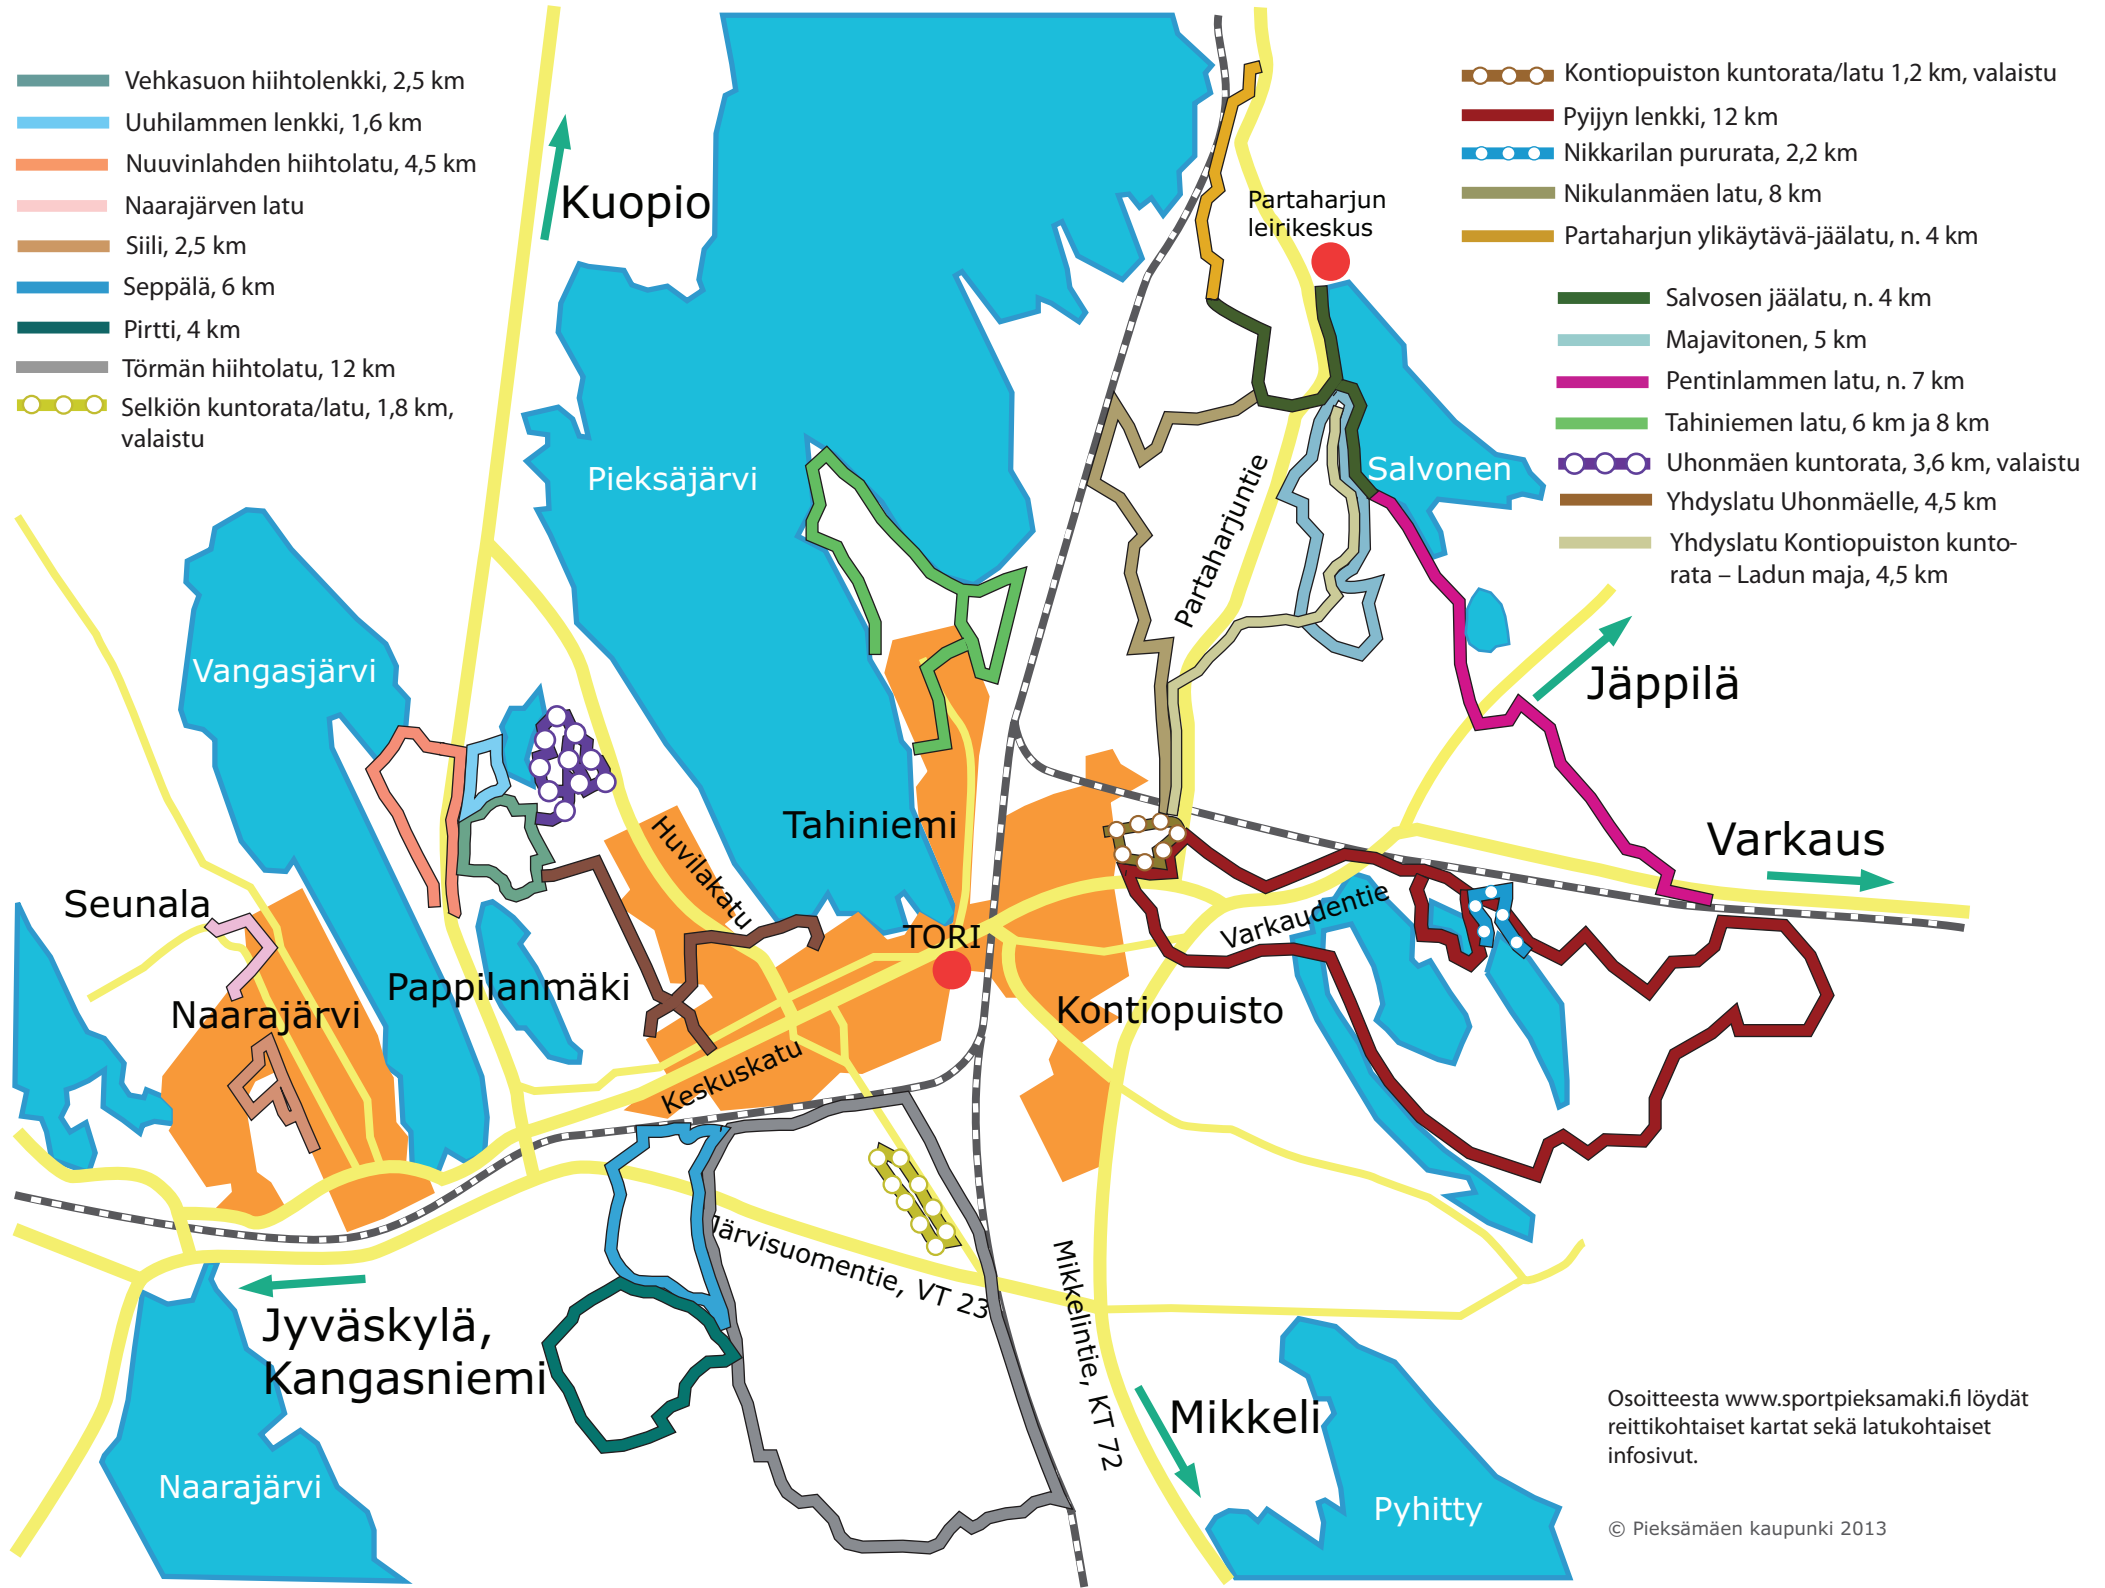 Vehkasuon hiihtolenkki, 2,5 km
Uuhilammen lenkki, 1,6 km
Nuuvinlahden hiihtolatu, 4,5 km
Naarajärven latu
Siili, 2,5 km
Seppälä, 6 km
Pirtti, 4 km
Törmän hiihtolatu, 12 km
Selkiön kuntorata/latu, 1,8 km,
valaistu
Kontiopuiston kuntorata/latu 1,2 km, valaistu
Pyijyn lenkki, 12 km
Nikkarilan pururata, 2,2 km
Nikulanmäen latu, 8 km
Partaharjun ylikäytävä-jäälatu, n. 4 km
Salvosen jäälatu, n. 4 km
Majavitonen, 5 km
Pentinlammen latu, n. 7 km
Tahiniemen latu, 6 km ja 8 km
Uhonmäen kuntorata, 3,6 km, valaistu
Yhdyslatu Uhonmäelle, 4,5 km
Yhdyslatu Kontiopuiston kunto-
rata – Ladun maja, 4,5 km
Kuopio
Partaharjun
leirikeskus
Pieksäjärvi
Salvonen
Partaharjuntie
Vangasjärvi
Jäppilä
Tahiniemi
Huvilakatu
Varkaus
Seunala
Varkaudentie
TORI
Pappilanmäki
Naarajärvi
Kontiopuisto
Keskuskatu
Järvisuomentie, VT 23
Mikkelintie, KT 72
Jyväskylä,
Kangasniemi
Mikkeli
Naarajärvi
Pyhitty
Osoitteesta www.sportpieksamaki.fi löydät
reittikohtaiset kartat sekä latukohtaiset
infosivut.
© Pieksämäen kaupunki 2013